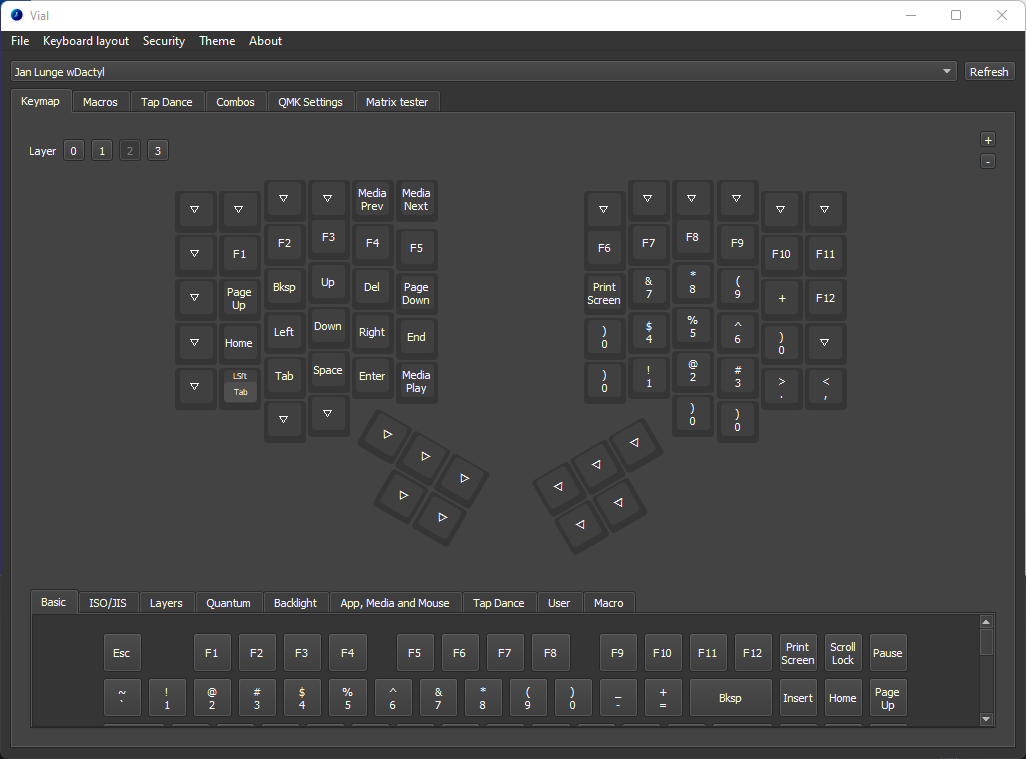 Vial
File Keyboard layout Security Theme About
Jan Lunge wDactyl Refresh
Keymap Macros Tap Dance Combos QMK Settings Matrix tester
Layer 0 1 2 3 +
-
▽ ▽ ▽ ▽ Media Prev Media Next ▽ ▽ ▽ ▽ ▽ ▽
▽ F1 F2 F3 F4 F5 F6 F7 F8 F9 F10 F11
▽ Page Up Bksp Up Del Page Down Print Screen & 7 * 8 ( 9 + F12
▽ Home Left Down Right End ) 0 $ 4 % 5 ^ 6 ) 0 ▽
▽ LSft Tab Tab Space Enter Media Play ) 0 ! 1 @ 2 # 3 > . < ,
▽ ▽ ) 0 ) 0
▷ ▷ ▷ ◁ ◁ ◁
▷ ▷ ◁ ◁
Basic ISO/JIS Layers Quantum Backlight App, Media and Mouse Tap Dance User Macro
Esc F1 F2 F3 F4 F5 F6 F7 F8 F9 F10 F11 F12 Print Screen Scroll Lock Pause
~ ` ! 1 @ 2 # 3 $ 4 % 5 ^ 6 & 7 * 8 ( 9 ) 0 _ - + = Bksp Insert Home Page Up